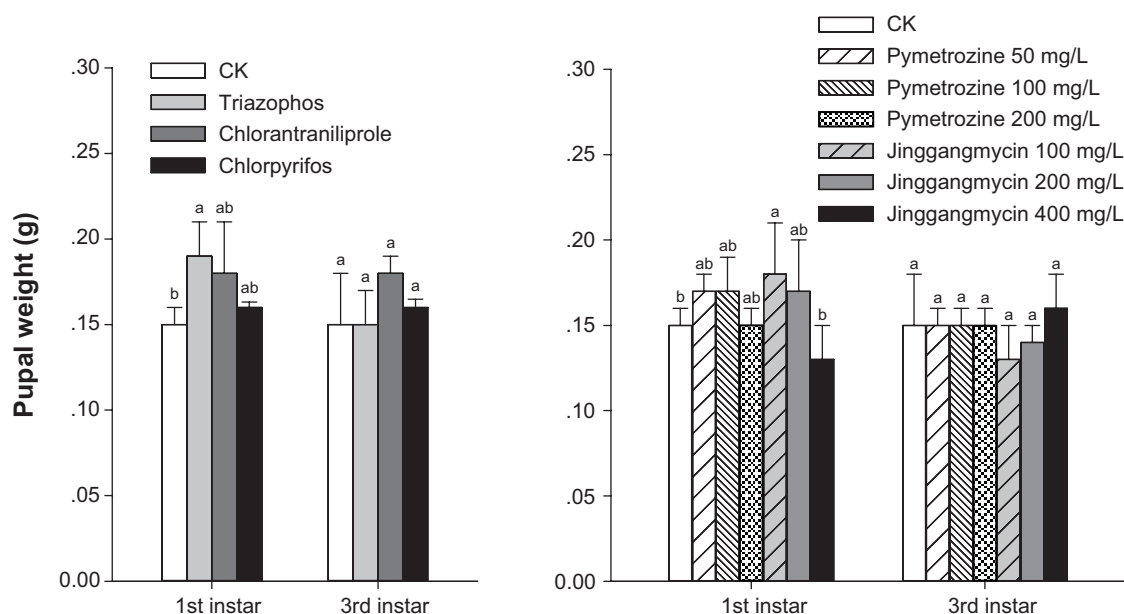 Pupal weight (g)
.30
.25
.20
.15
.10
.05
0.00
CK
Triazophos
Chlorantraniliprole
Chlorpyrifos
b
a
ab
ab
a
a
a
a
1st instar
3rd instar
.30
.25
.20
.15
.10
.05
0.00
CK
Pymetrozine 50 mg/L
Pymetrozine 100 mg/L
Pymetrozine 200 mg/L
Jinggangmycin 100 mg/L
Jinggangmycin 200 mg/L
Jinggangmycin 400 mg/L
b
ab
ab
ab
a
ab
b
a
a
a
a
a
a
a
1st instar
3rd instar